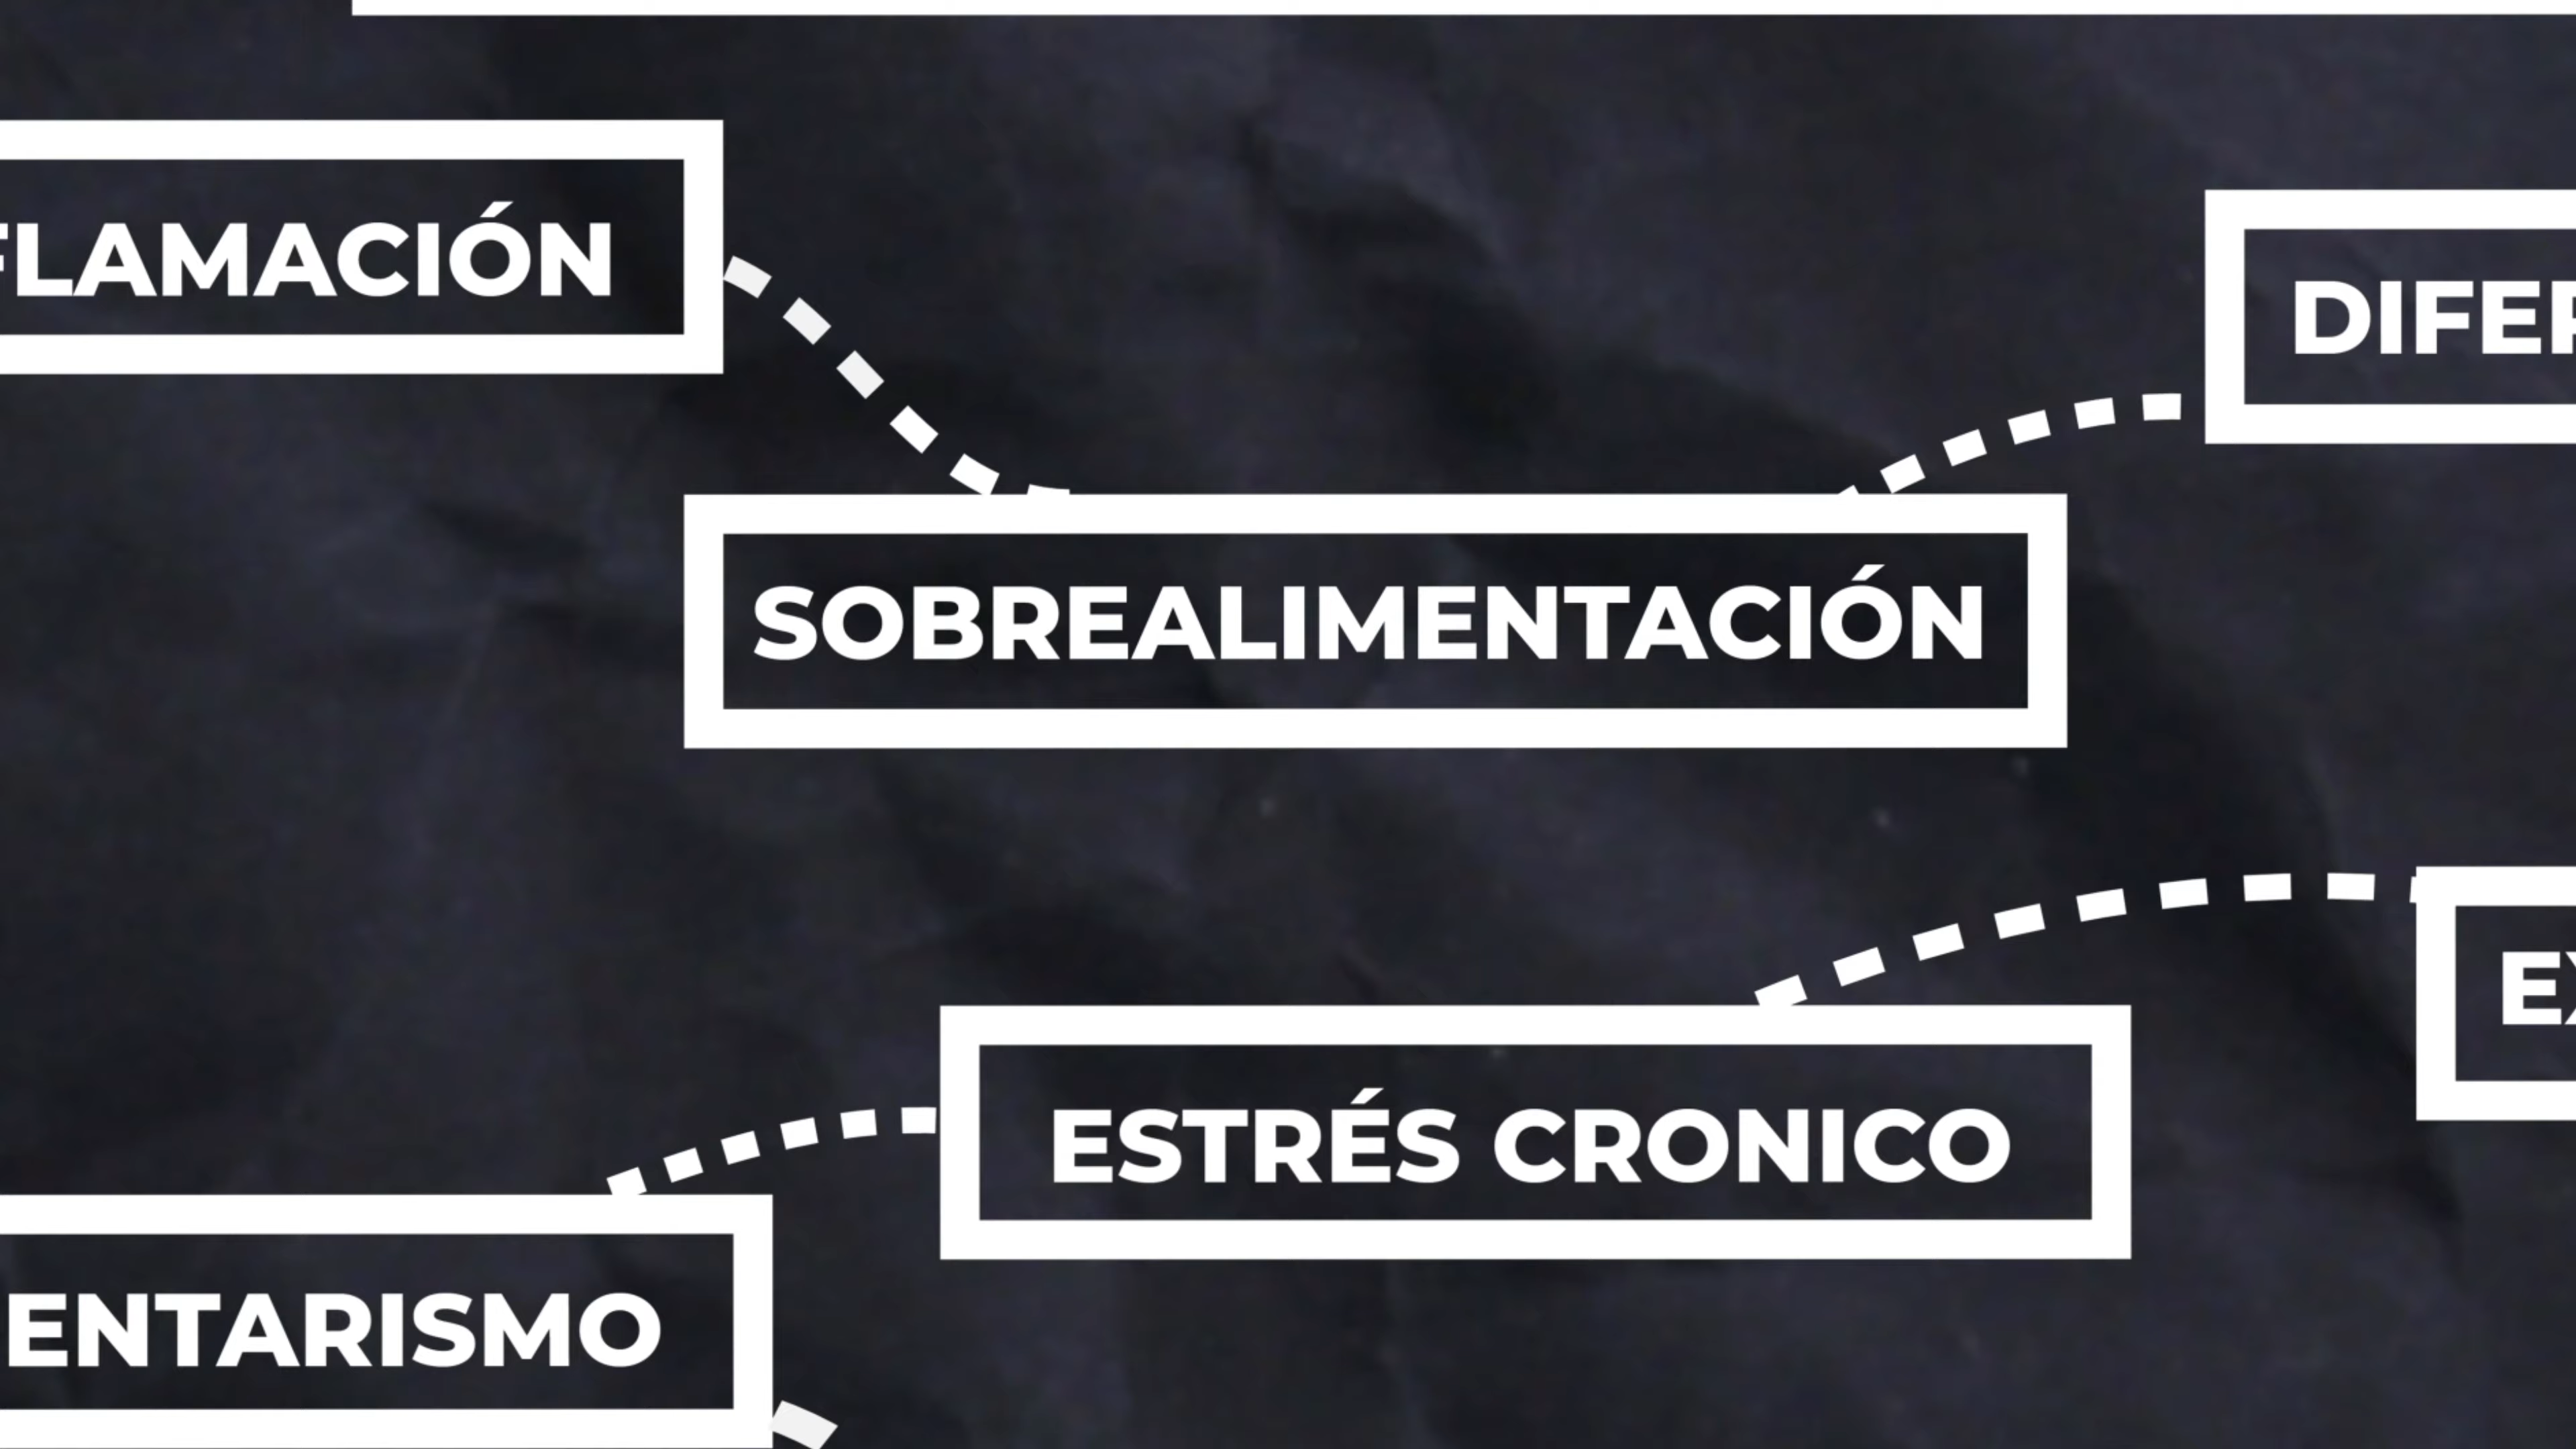 FLAMACIÓN
DIFER
SOBREALIMENTACIÓN
EX
ESTRÉS CRONICO
ENTARISMO